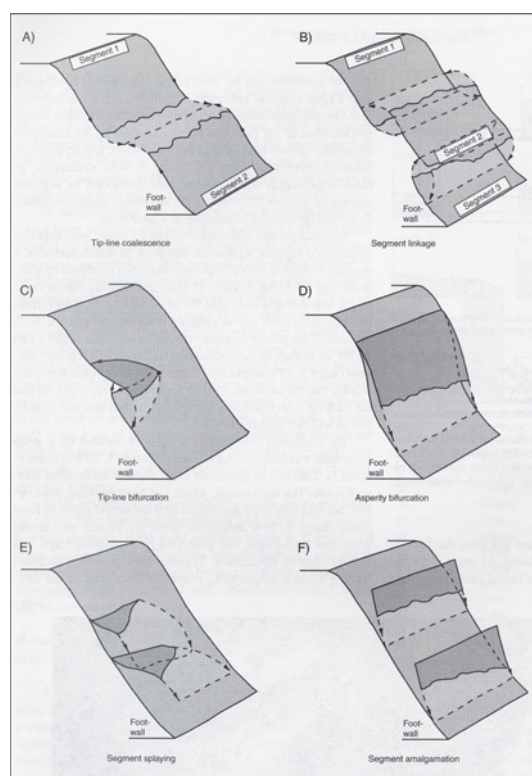 A)
Segment 1
Segment 2
Foot-
wall
Tip-line coalescence
B)
Segment 1
Segment 2
Segment 3
Foot-
wall
Segment linkage
C)
Foot-
wall
Tip-line bifurcation
D)
Foot-
wall
Asperity bifurcation
E)
Foot-
wall
Segment splaying
F)
Foot-
wall
Segment amalgamation